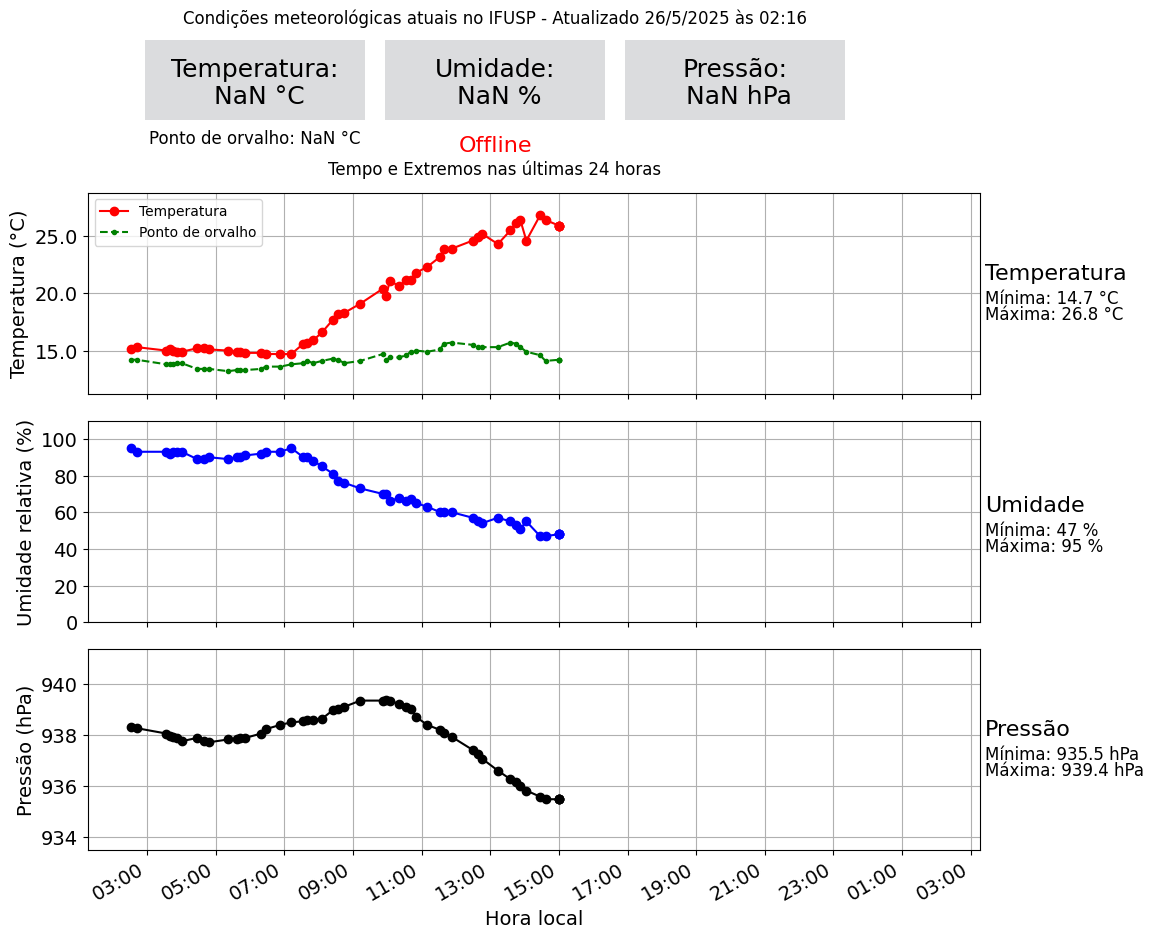 Condições meteorológicas atuais no IFUSP - Atualizado 26/5/2025 às 02:16
Temperatura:
NaN °C
Umidade:
NaN %
Pressão:
NaN hPa
Ponto de orvalho: NaN °C
Offline
Tempo e Extremos nas últimas 24 horas
Temperatura (°C)
25.0
20.0
15.0
Temperatura
Ponto de orvalho
Temperatura
Mínima: 14.7 °C
Máxima: 26.8 °C
Umidade relativa (%)
100
80
60
40
20
0
Umidade
Mínima: 47 %
Máxima: 95 %
Pressão (hPa)
940
938
936
934
Pressão
Mínima: 935.5 hPa
Máxima: 939.4 hPa
03:00 05:00 07:00 09:00 11:00 13:00 15:00 17:00 19:00 21:00 23:00 01:00 03:00
Hora local